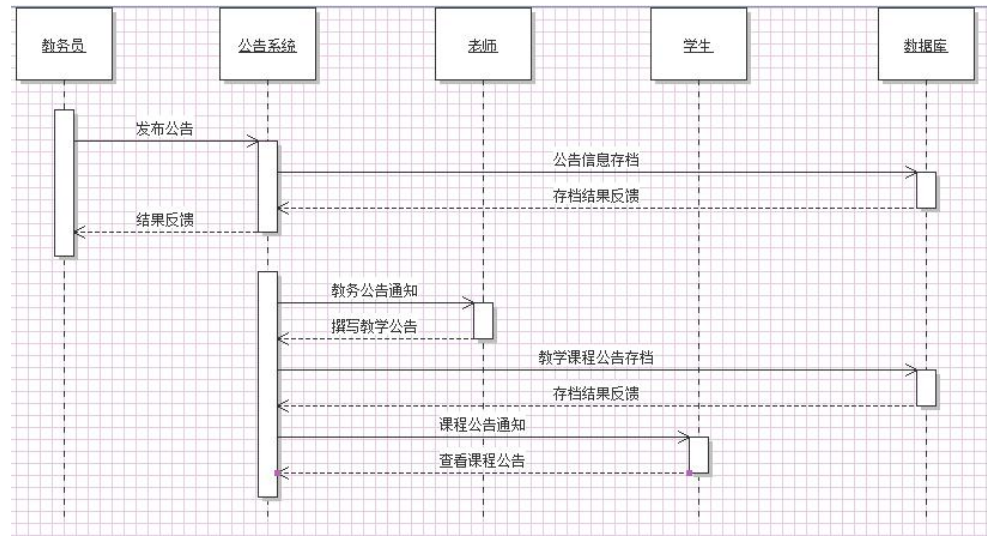 教务员
公告系统
老师
学生
数据库
发布公告
公告信息存档
存档结果反馈
结果反馈
教务公告通知
撰写教学公告
教学课程公告存档
存档结果反馈
课程公告通知
查看课程公告